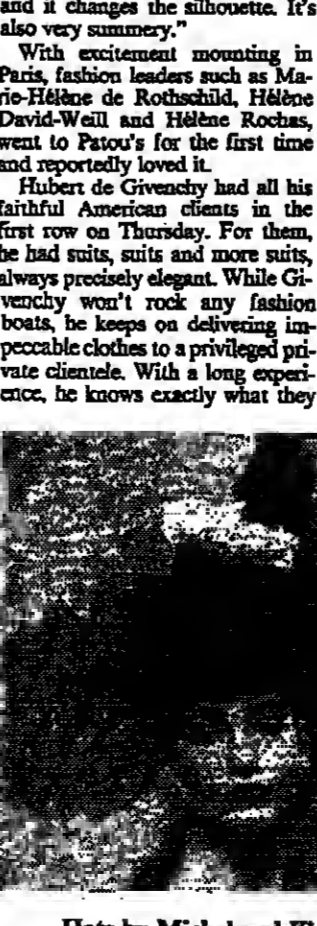 and it changes the silhouette. It's
also very summery."
With excitement mounting in
Paris, fashion leaders such as Ma-
rie-Hélène de Rothschild, Hélène
David-Weill and Hélène Rochas,
went to Patou's for the first time
and reportedly loved it.
Hubert de Givenchy had all his
faithful American clients in the
first row on Thursday. For them,
he had suits, suits and more suits,
always precisely elegant. While Gi-
venchy won't rock any fashion
boats, he keeps on delivering im-
peccable clothes to a privileged pri-
vate clientele. With a long experi-
ence, he knows exactly what they